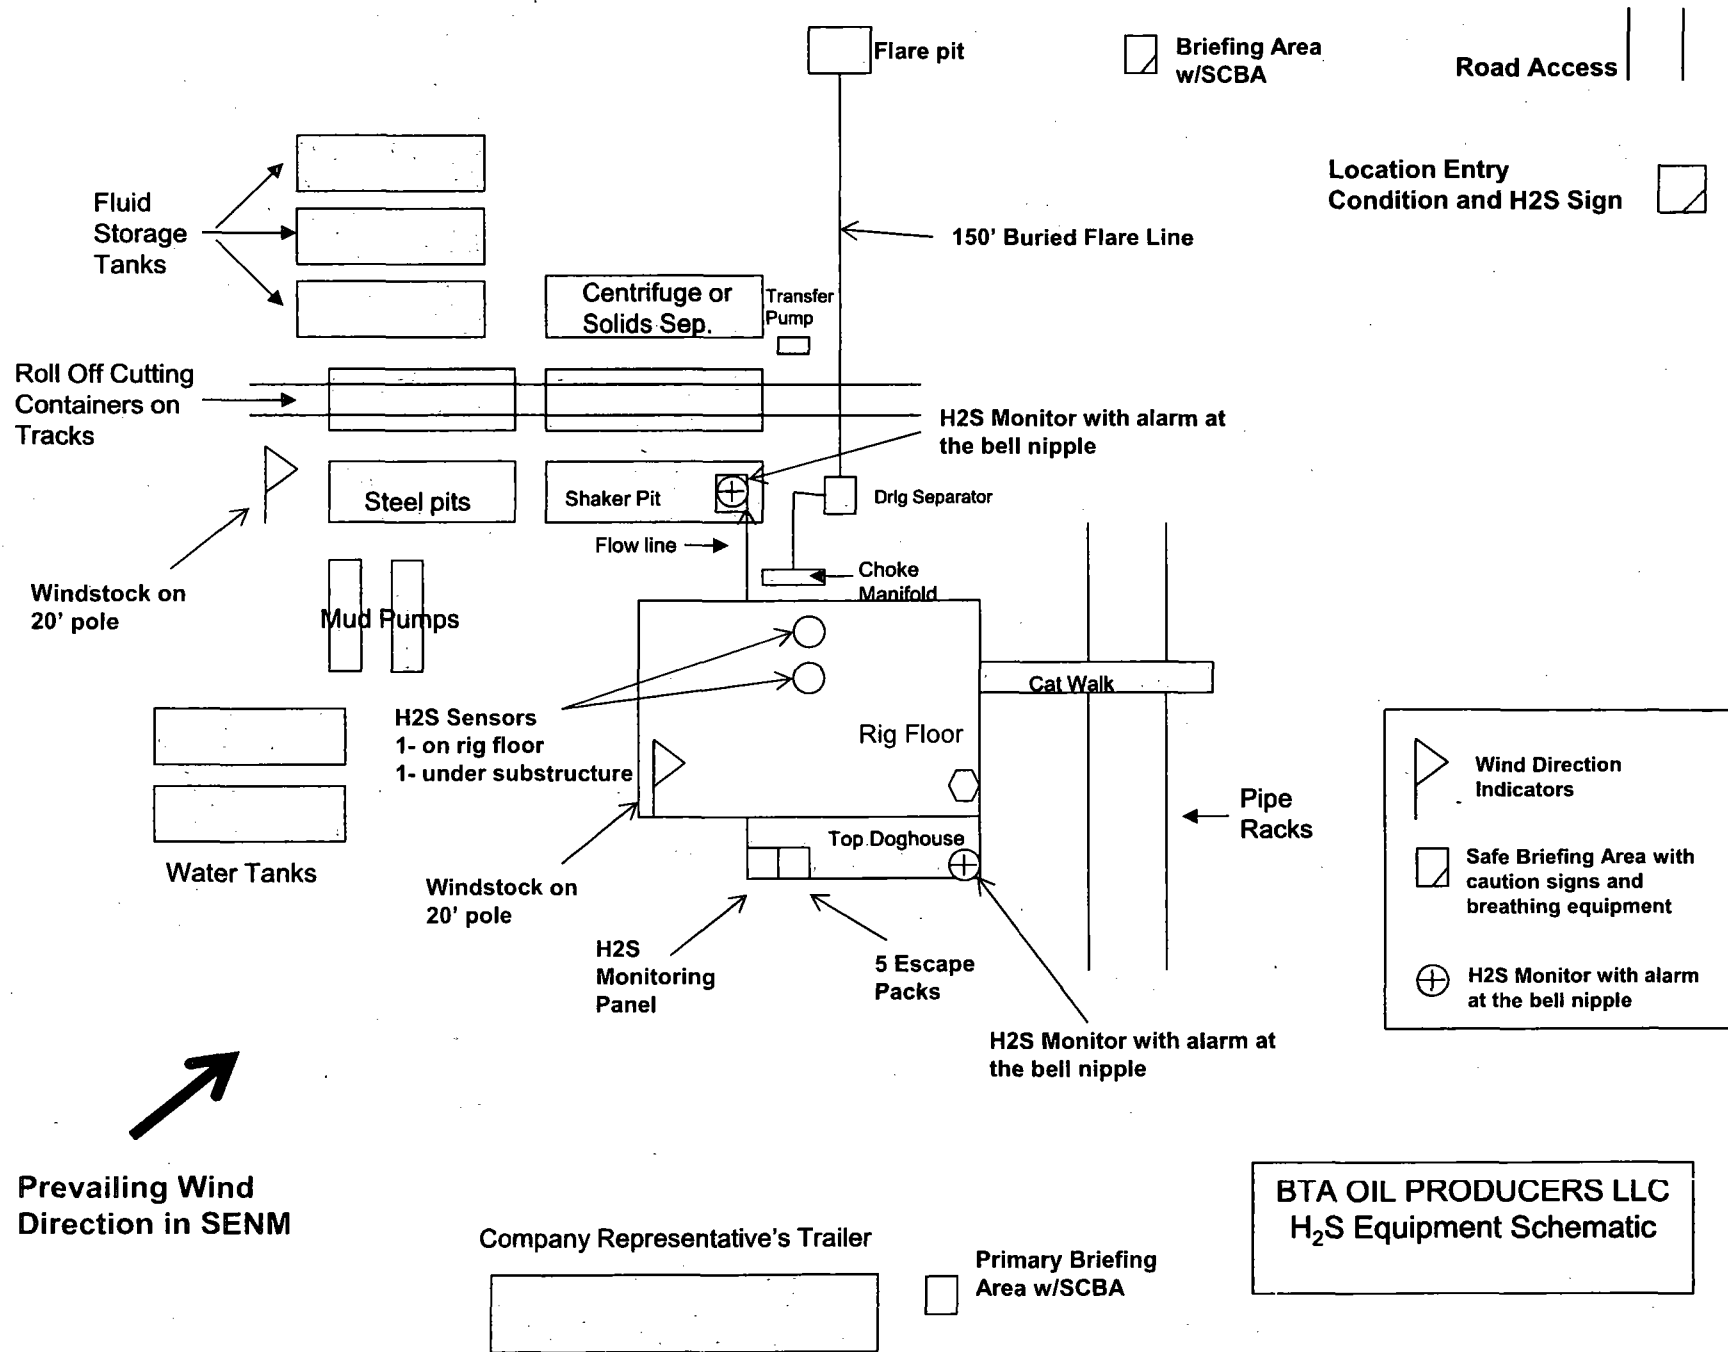 Flare pit
Briefing Area
w/SCBA
Road Access
Location Entry
Condition and H2S Sign
Fluid
Storage
Tanks
150' Buried Flare Line
Centrifuge or
Solids Sep.
Transfer
Pump
Roll Off Cutting
Containers on
Tracks
H2S Monitor with alarm at
the bell nipple
Steel pits
Shaker Pit
Drlg Separator
Flow line
Choke
Manifold
Windstock on
20' pole
Mud Pumps
Cat Walk
H2S Sensors
1- on rig floor
1- under substructure
Rig Floor
Wind Direction
Indicators
Pipe
Racks
Top Doghouse
Safe Briefing Area with
caution signs and
breathing equipment
Water Tanks
Windstock on
20' pole
H2S
Monitoring
Panel
5 Escape
Packs
H2S Monitor with alarm
at the bell nipple
H2S Monitor with alarm at
the bell nipple
Prevailing Wind
Direction in SENM
BTA OIL PRODUCERS LLC
H₂S Equipment Schematic
Company Representative's Trailer
Primary Briefing
Area w/SCBA